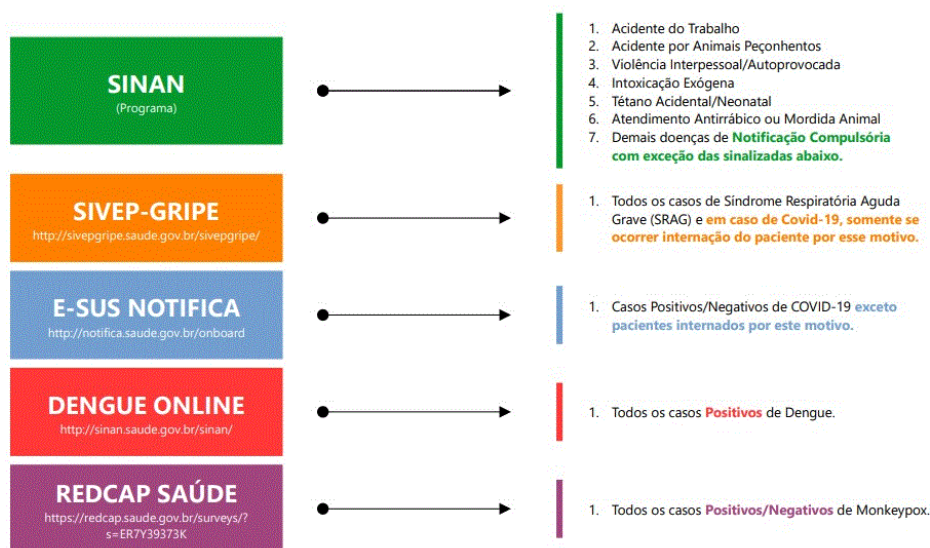 SINAN
(Programa)
1. Acidente do Trabalho
2. Acidente por Animais Peçonhentos
3. Violência Interpessoal/Autoprovocada
4. Intoxicação Exógena
5. Tétano Acidental/Neonatal
6. Atendimento Antirrábico ou Mordida Animal
7. Demais doenças de Notificação Compulsória
com exceção das sinalizadas abaixo.
SIVEP-GRIPE
http://sivepgripe.saude.gov.br/sivepgripe/
1. Todos os casos de Síndrome Respiratória Aguda
Grave (SRAG) e em caso de Covid-19, somente se
ocorrer internação do paciente por esse motivo.
E-SUS NOTIFICA
http://notifica.saude.gov.br/onboard
1. Casos Positivos/Negativos de COVID-19 exceto
pacientes internados por este motivo.
DENGUE ONLINE
http://sinan.saude.gov.br/sinan/
1. Todos os casos Positivos de Dengue.
REDCAP SAÚDE
https://redcap.saude.gov.br/surveys/?
s=ER7Y39373K
1. Todos os casos Positivos/Negativos de Monkeypox.